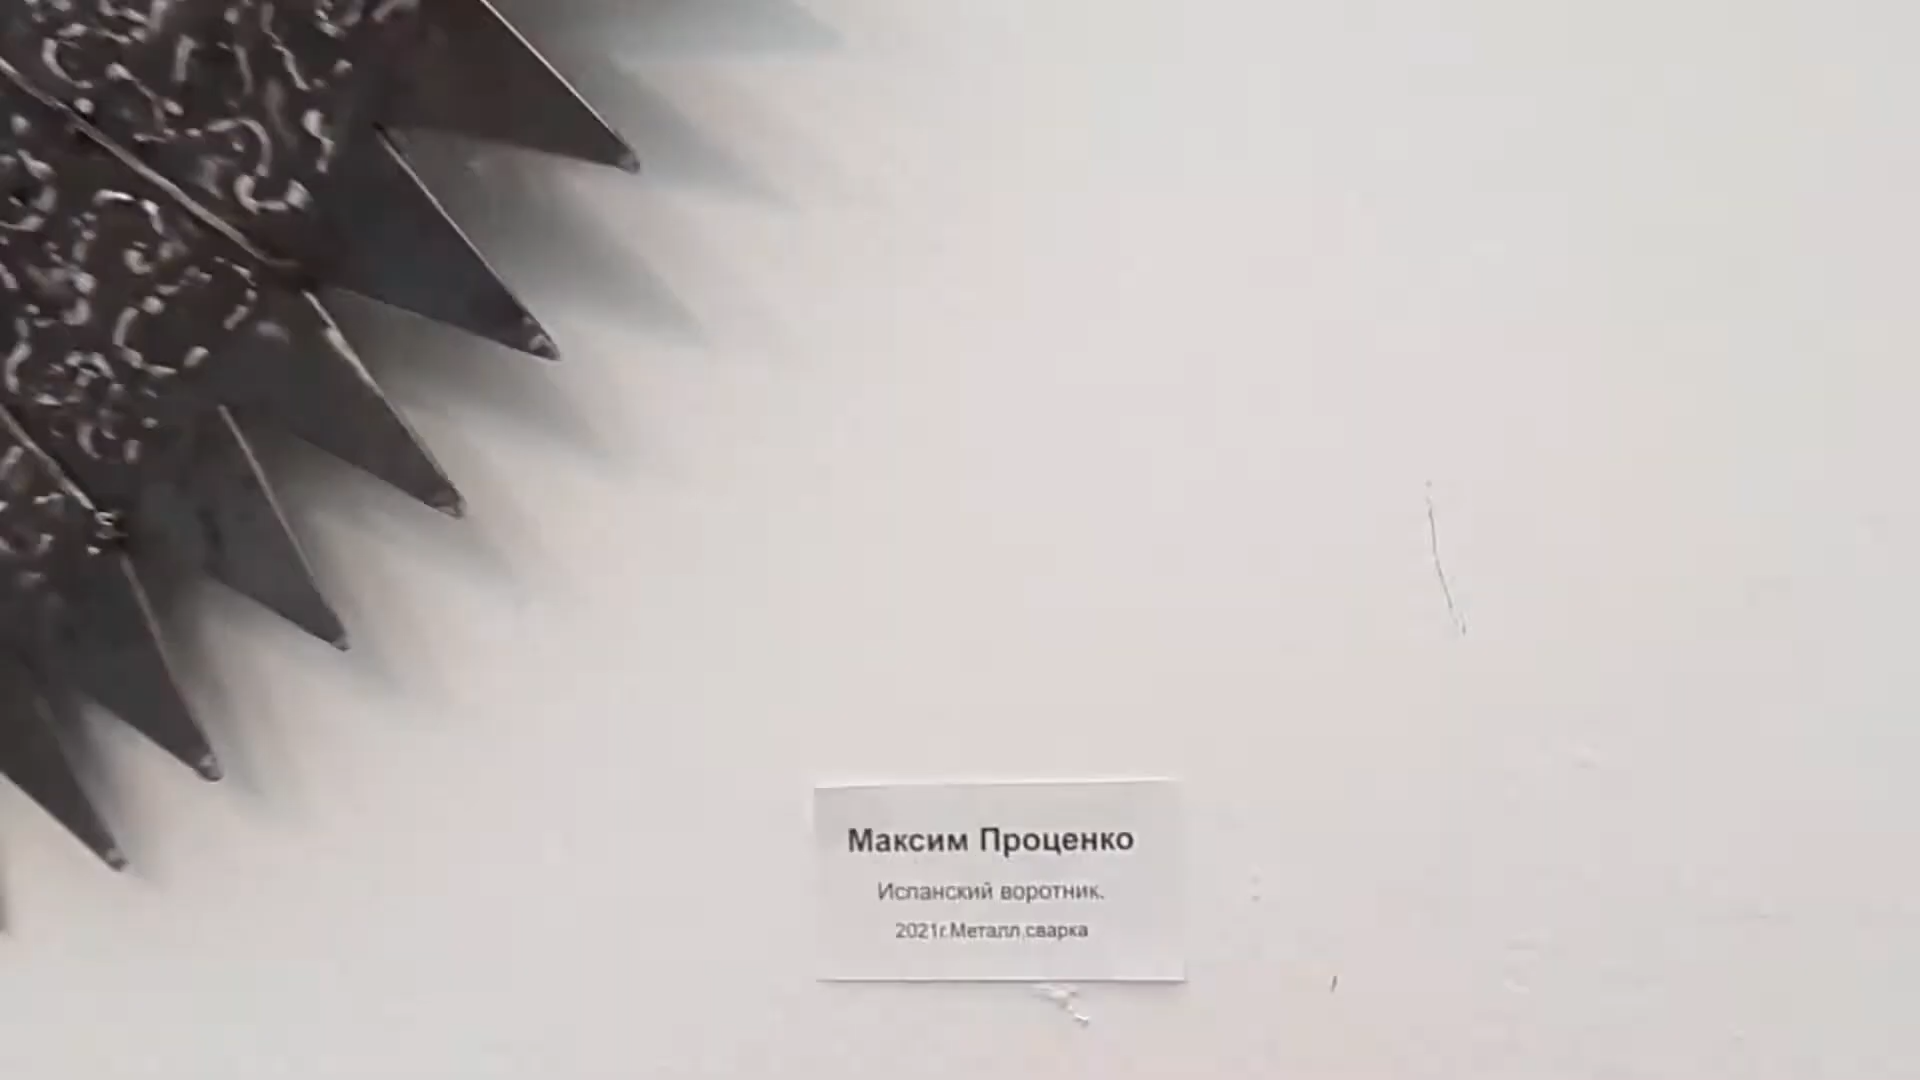 Максим Проценко
Испанский воротник.
2021г.Металл,сварка